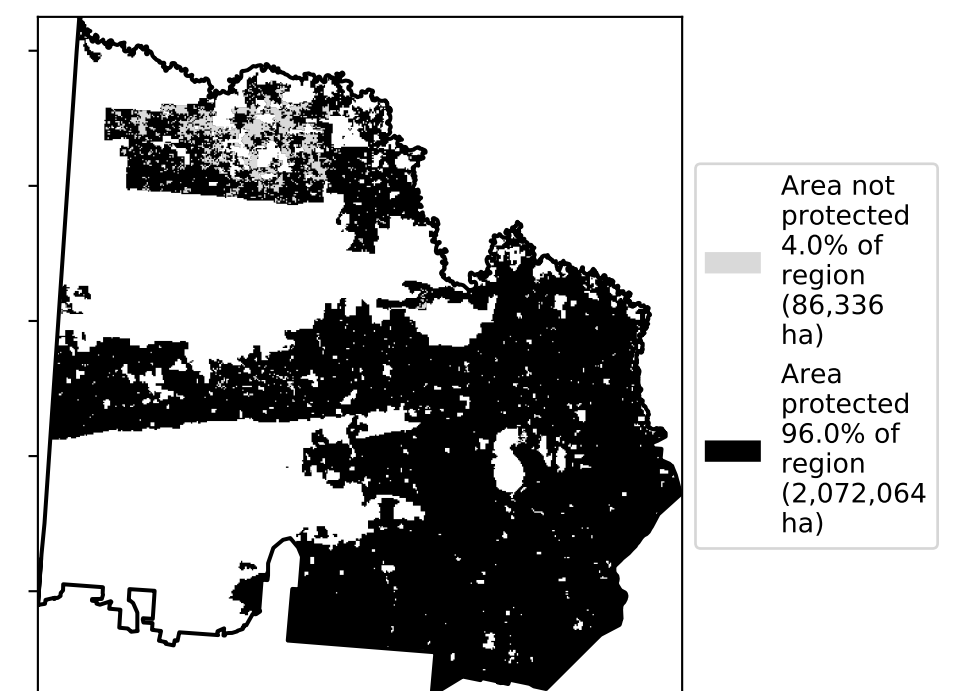 Area not
protected
4.0% of
region
(86,336
ha)
Area
protected
96.0% of
region
(2,072,064
ha)